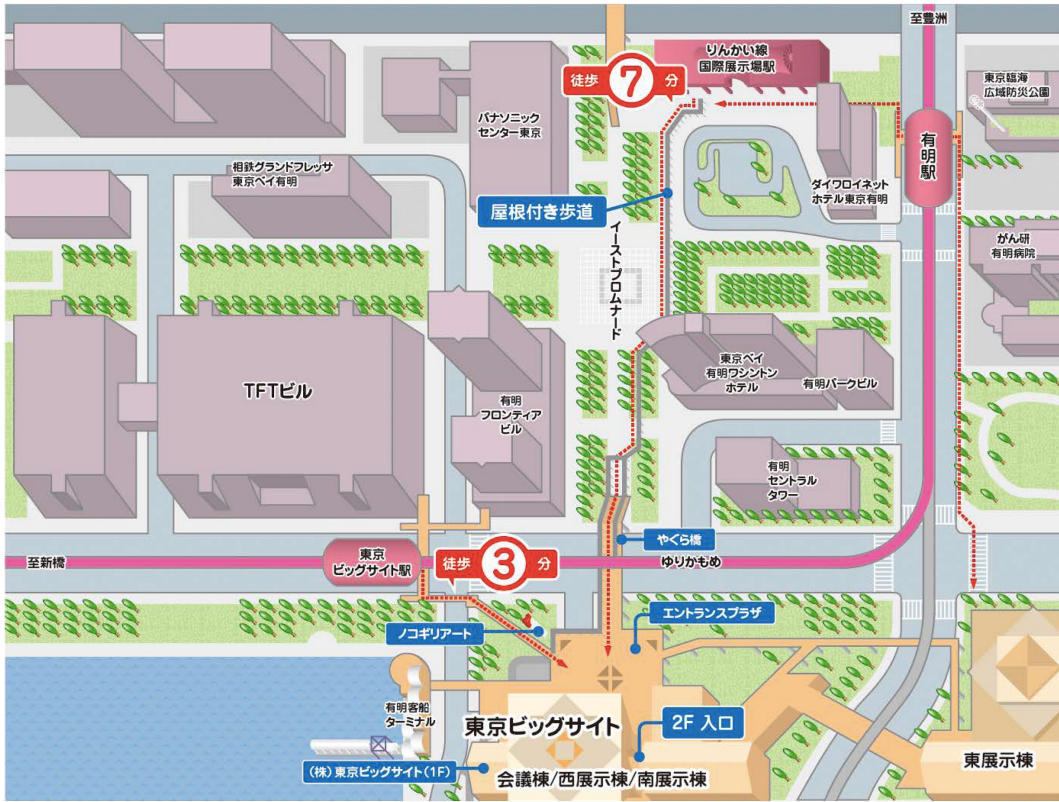 至豊洲
りんかい線
国際展示場駅
徒歩 7 分
東京臨海
広域防災公園
パナソニック
センター東京
有明駅
相鉄グランドフレッサ
東京ベイ有明
ダイワロイネット
ホテル東京有明
屋根付き歩道
イーストプロムナード
がん研
有明病院
東京ベイ
有明ワシントン
ホテル
有明パークビル
TFTビル
有明
フロンティア
ビル
有明
セントラル
タワー
やぐら橋
至新橋
東京
ビッグサイト駅
徒歩 3 分
ゆりかもめ
ノコギリアート
エントランスプラザ
有明客船
ターミナル
東京ビッグサイト
2F 入口
(株)東京ビッグサイト(1F)
会議棟/西展示棟/南展示棟
東展示棟